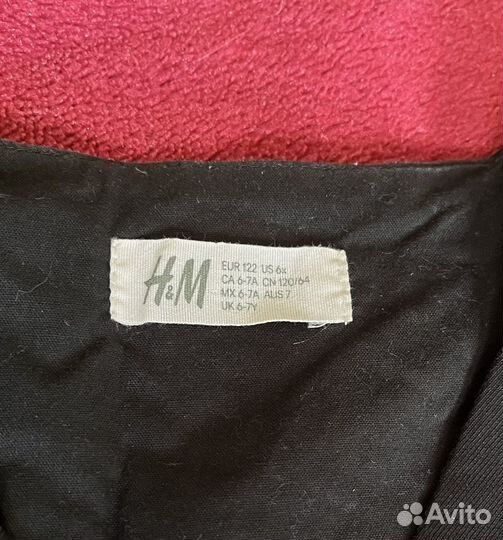 H&M
EUR 122 US 6x
CA 6-7A CN 120/64
MX 6-7A AUS 7
UK 6-7Y
Avito